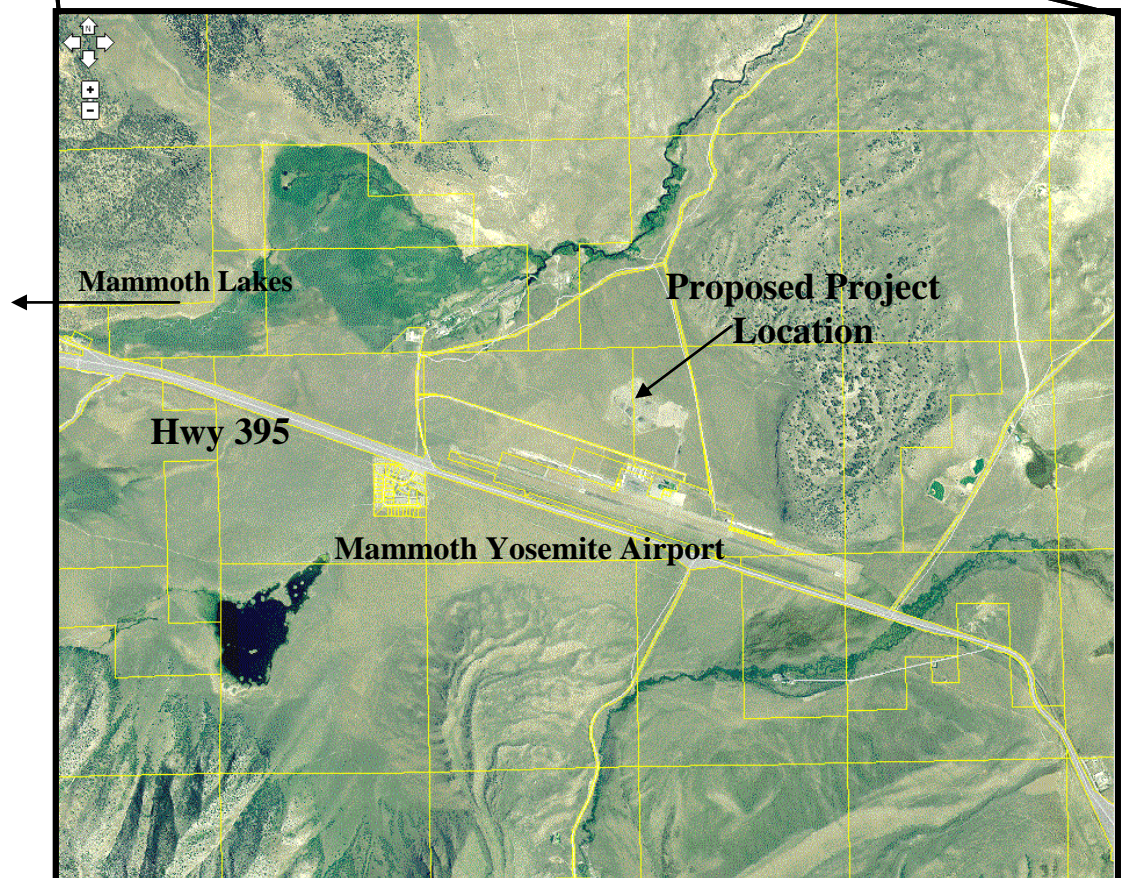 N
+
-
Mammoth Lakes
Proposed Project
Location
Hwy 395
Mammoth Yosemite Airport